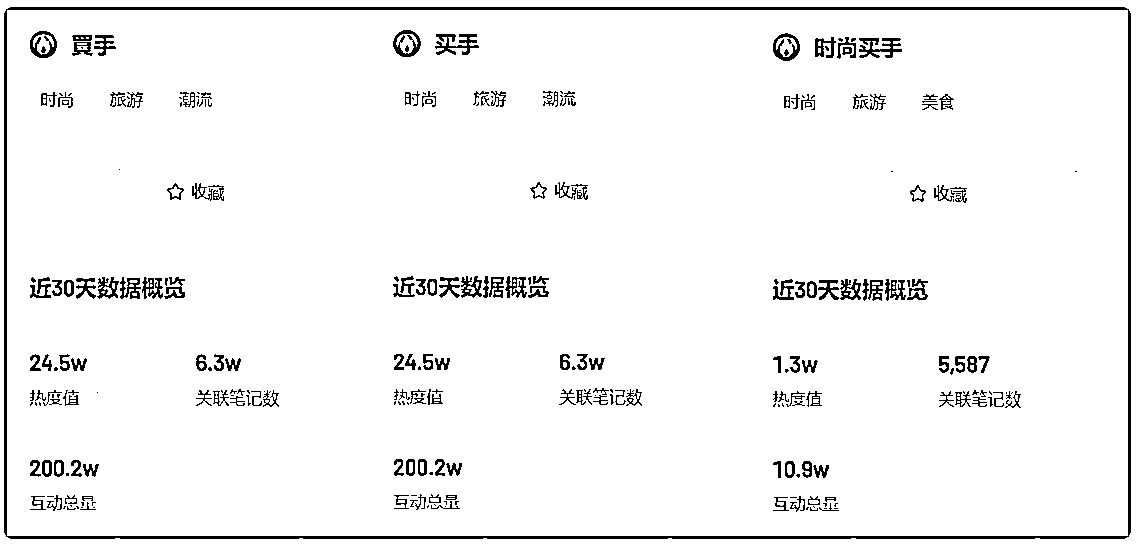 買手
时尚 旅游 潮流
收藏
近30天数据概览
24.5w 6.3w
热度值 关联笔记数
200.2w
互动总量
买手
时尚 旅游 潮流
收藏
近30天数据概览
24.5w 6.3w
热度值 关联笔记数
200.2w
互动总量
时尚买手
时尚 旅游 美食
收藏
近30天数据概览
1.3w 5,587
热度值 关联笔记数
10.9w
互动总量